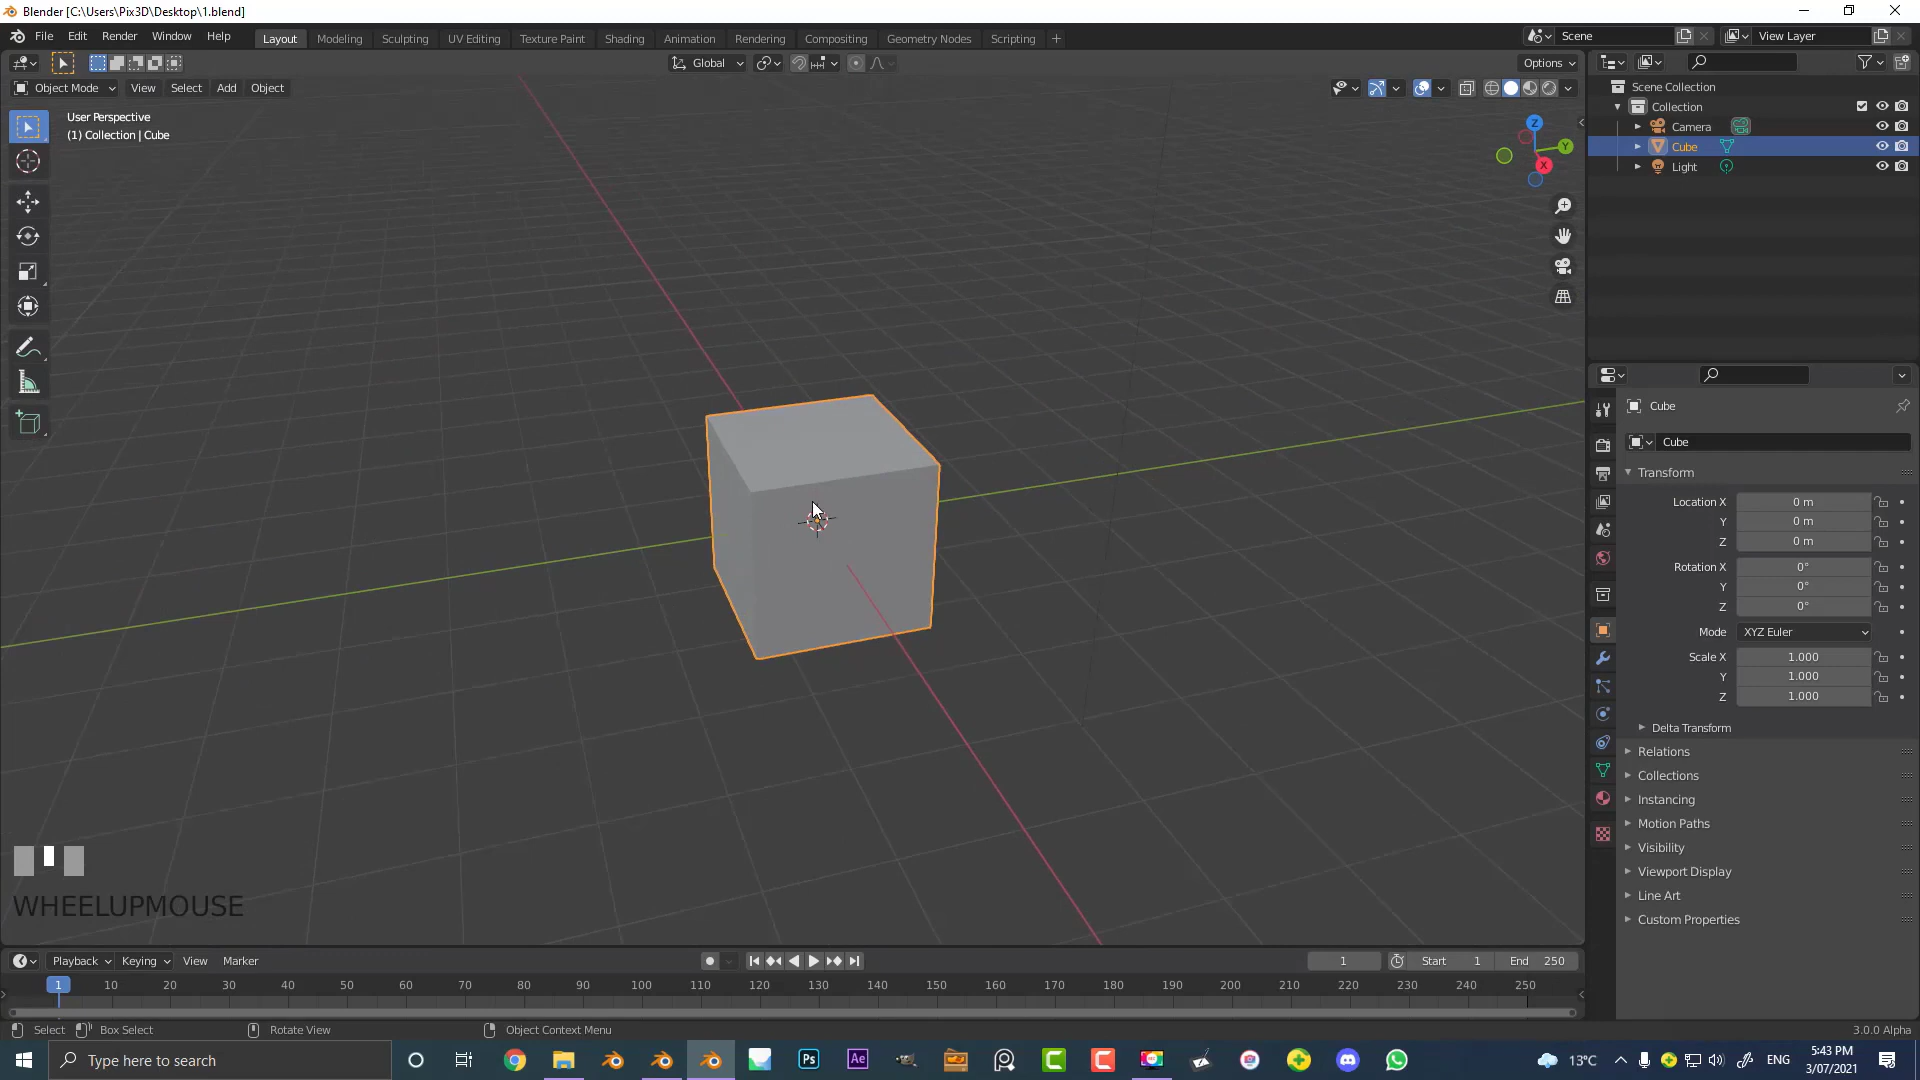 Blender [C:\Users\Pix3D\Desktop\1.blend]
File Edit Render Window Help
Layout Modeling Sculpting UV Editing Texture Paint Shading Animation Rendering Compositing Geometry Nodes Scripting +
Scene
View Layer
Global
Options
Object Mode View Select Add Object
User Perspective
(1) Collection | Cube
Z
Y
X
Scene Collection
Collection
Camera
Cube
Light
Cube
Cube
Transform
Location X 0 m
Y 0 m
Z 0 m
Rotation X 0°
Y 0°
Z 0°
Mode XYZ Euler
Scale X 1.000
Y 1.000
Z 1.000
Delta Transform
Relations
Collections
Instancing
Motion Paths
Visibility
Viewport Display
Line Art
Custom Properties
WHEELUPMOUSE
Playback Keying View Marker
1 Start 1 End 250
1 10 20 30 40 50 60 70 80 90 100 110 120 130 140 150 160 170 180 190 200 210 220 230 240 250
Select Box Select Rotate View Object Context Menu 3.0.0 Alpha
Type here to search
Ps
Ae
13°C
ENG
5:43 PM
3/07/2021